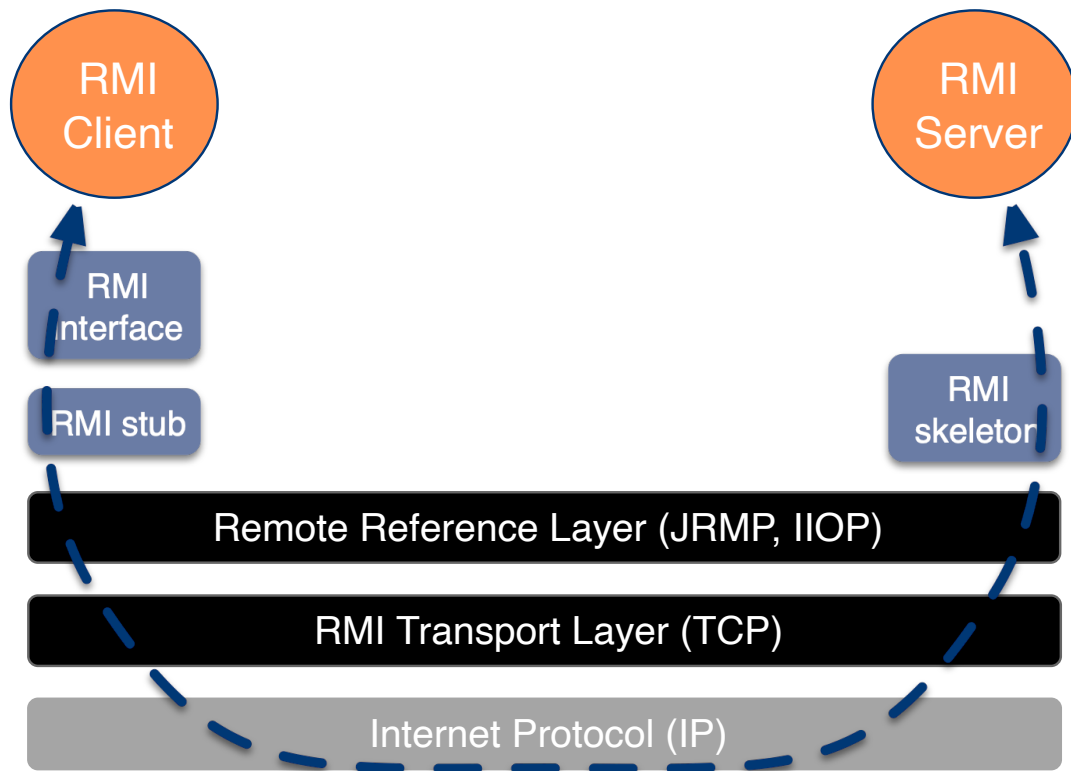 RMI
Client
RMI
Server
RMI
Interface
RMI stub
RMI
skeleton
Remote Reference Layer (JRMP, IIOP)
RMI Transport Layer (TCP)
Internet Protocol (IP)